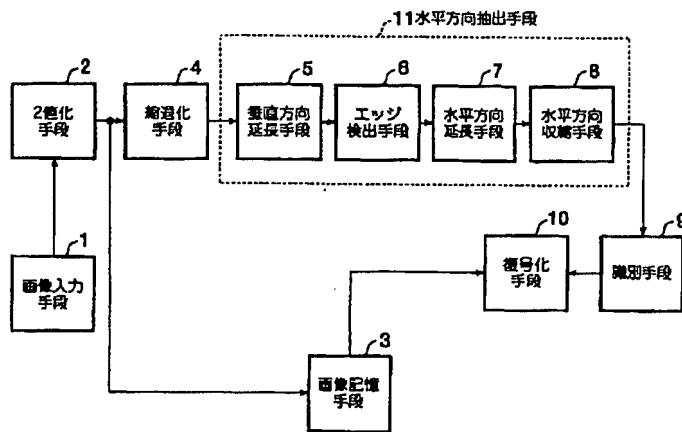 11水平方向抽出手段
2
2値化
手段
4
縮退化
手段
5
垂直方向
延長手段
6
エッジ
検出手段
7
水平方向
延長手段
8
水平方向
収縮手段
1
画像入力
手段
10
復号化
手段
9
識別手段
3
画像記憶
手段